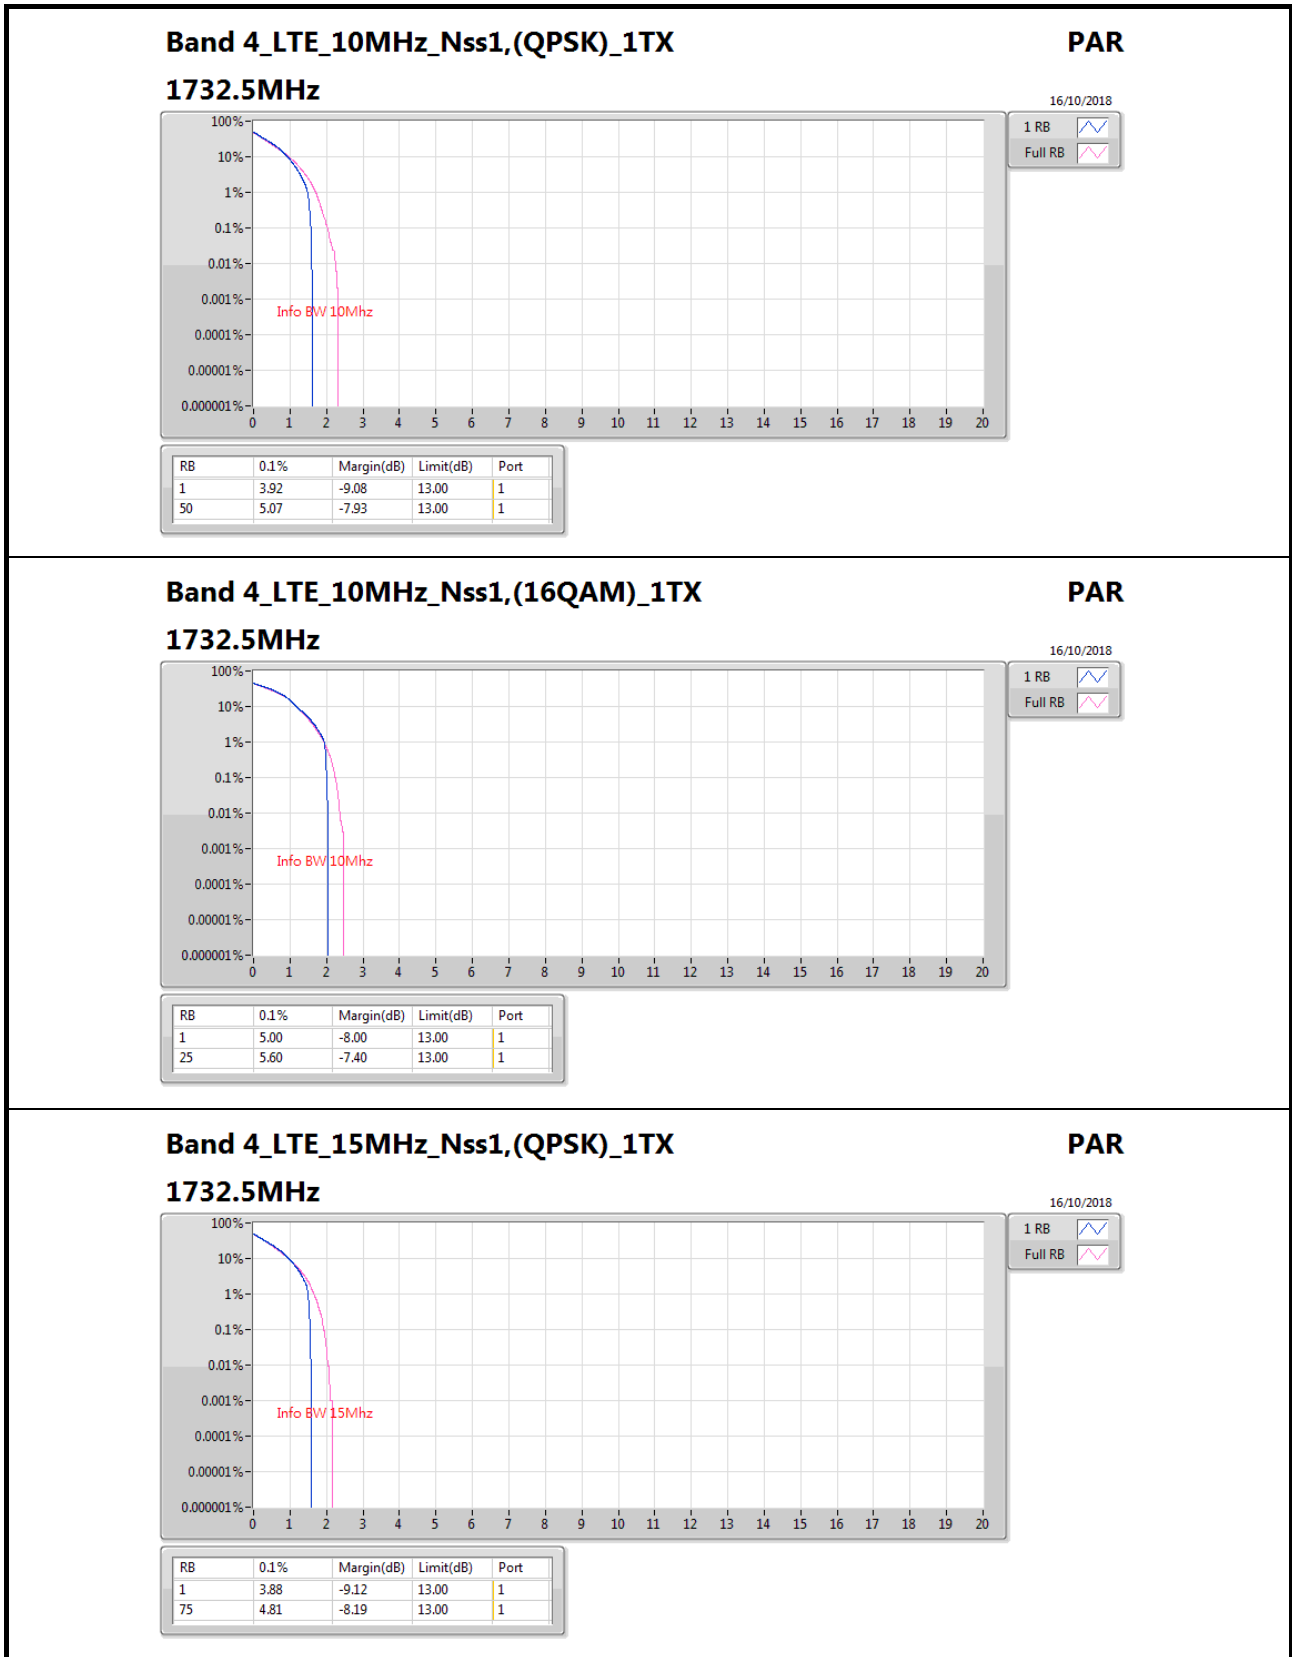 Band 4_LTE_10MHz_Nss1,(QPSK)_1TX PAR
1732.5MHz
16/10/2018
1 RB
Full RB
100%
10%
1%
0.1%
0.01%
0.001%
0.0001%
0.00001%
0.000001%
Info BW 10Mhz
0 1 2 3 4 5 6 7 8 9 10 11 12 13 14 15 16 17 18 19 20
RB 0.1% Margin(dB) Limit(dB) Port
1 3.92 -9.08 13.00 1
50 5.07 -7.93 13.00 1
Band 4_LTE_10MHz_Nss1,(16QAM)_1TX PAR
1732.5MHz
16/10/2018
1 RB
Full RB
100%
10%
1%
0.1%
0.01%
0.001%
0.0001%
0.00001%
0.000001%
Info BW 10Mhz
0 1 2 3 4 5 6 7 8 9 10 11 12 13 14 15 16 17 18 19 20
RB 0.1% Margin(dB) Limit(dB) Port
1 5.00 -8.00 13.00 1
25 5.60 -7.40 13.00 1
Band 4_LTE_15MHz_Nss1,(QPSK)_1TX PAR
1732.5MHz
16/10/2018
1 RB
Full RB
100%
10%
1%
0.1%
0.01%
0.001%
0.0001%
0.00001%
0.000001%
Info BW 15Mhz
0 1 2 3 4 5 6 7 8 9 10 11 12 13 14 15 16 17 18 19 20
RB 0.1% Margin(dB) Limit(dB) Port
1 3.88 -9.12 13.00 1
75 4.81 -8.19 13.00 1